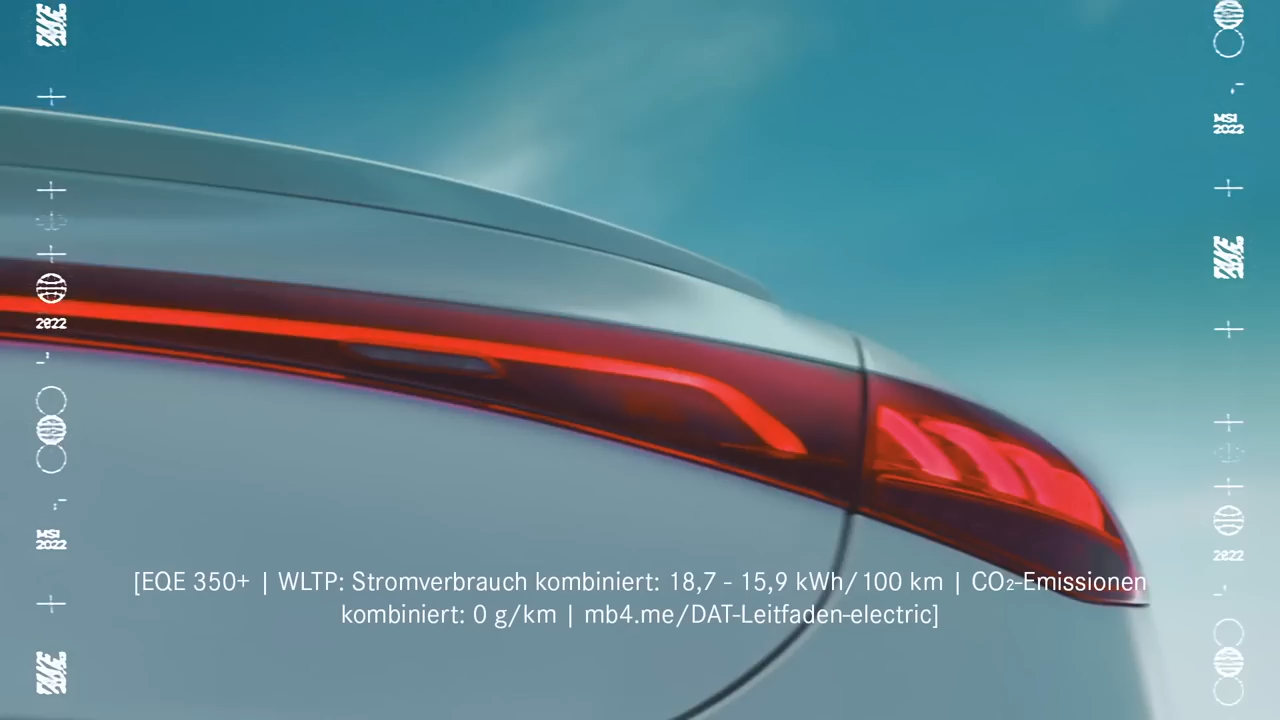 MSI
2022
2022
[EQE 350+ | WLTP: Stromverbrauch kombiniert: 18,7 - 15,9 kWh/100 km | CO₂-Emissionen
kombiniert: 0 g/km | mb4.me/DAT-Leitfaden-electric]
2022
MSI
2022